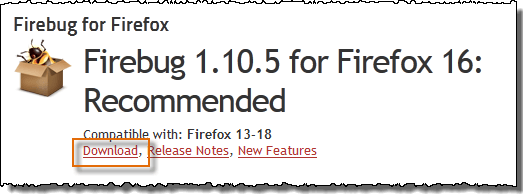 Firebug for Firefox
Firebug 1.10.5 for Firefox 16:
Recommended
Compatible with: Firefox 13-18
Download, Release Notes, New Features